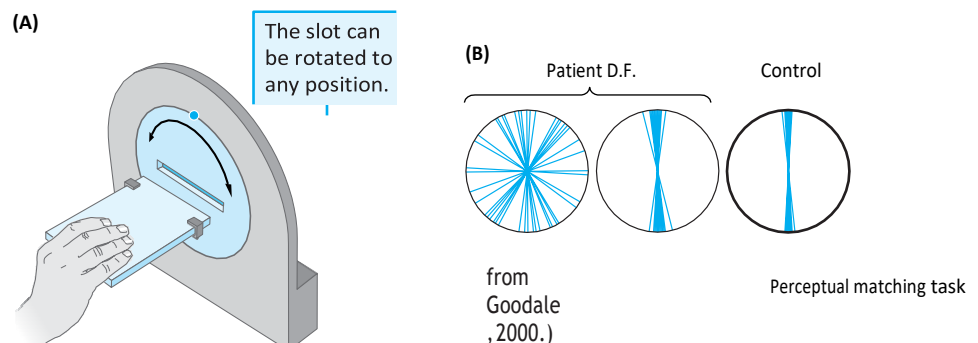 (A)
The slot can
be rotated to
any position.
(B)
Patient D.F.
Control
from
Goodale
,2000.)
Perceptual matching task